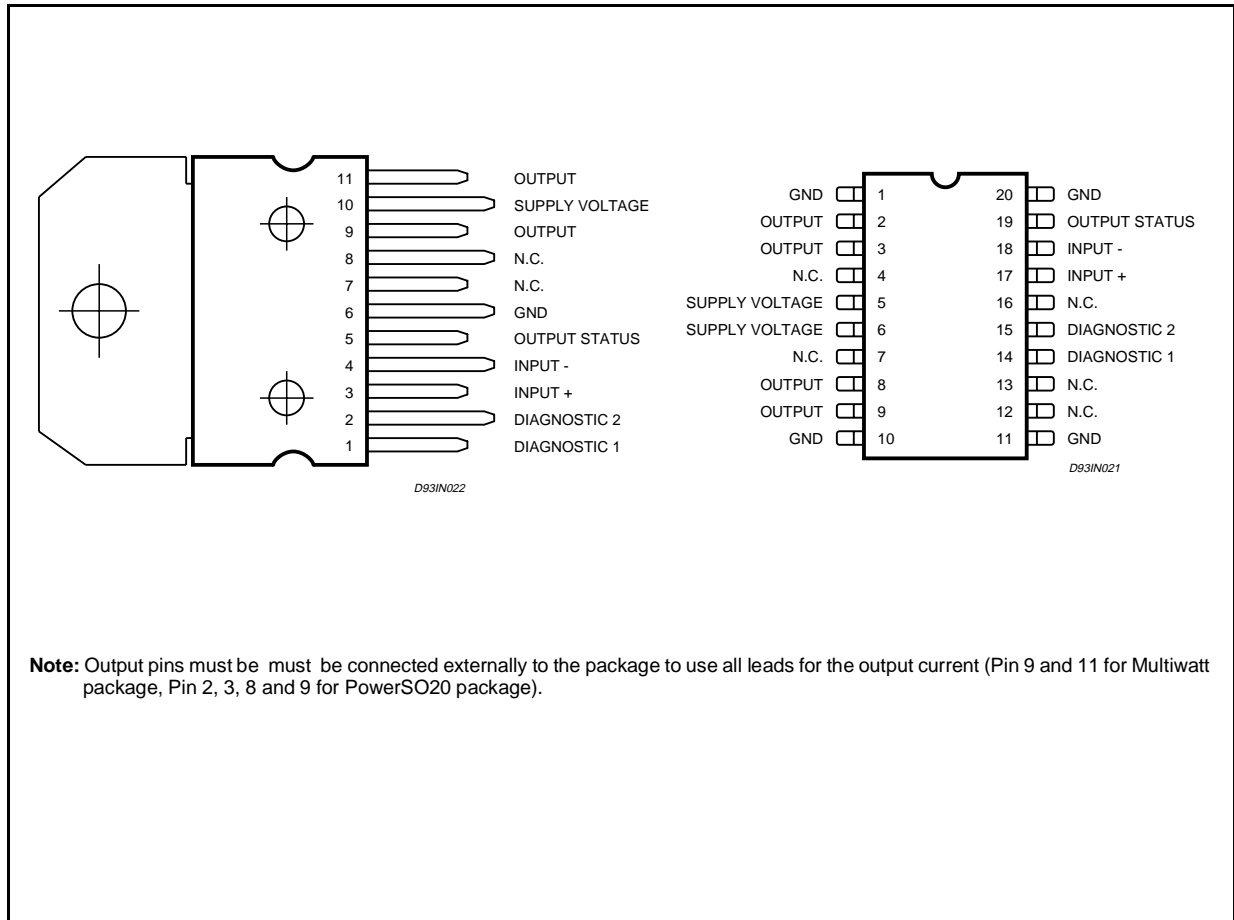 11 OUTPUT
10 SUPPLY VOLTAGE
9 OUTPUT
8 N.C.
7 N.C.
6 GND
5 OUTPUT STATUS
4 INPUT -
3 INPUT +
2 DIAGNOSTIC 2
1 DIAGNOSTIC 1
D93IN022
GND 1 20 GND
OUTPUT 2 19 OUTPUT STATUS
OUTPUT 3 18 INPUT -
N.C. 4 17 INPUT +
SUPPLY VOLTAGE 5 16 N.C.
SUPPLY VOLTAGE 6 15 DIAGNOSTIC 2
N.C. 7 14 DIAGNOSTIC 1
OUTPUT 8 13 N.C.
OUTPUT 9 12 N.C.
GND 10 11 GND
D93IN021
Note: Output pins must be must be connected externally to the package to use all leads for the output current (Pin 9 and 11 for Multiwatt
package, Pin 2, 3, 8 and 9 for PowerSO20 package).